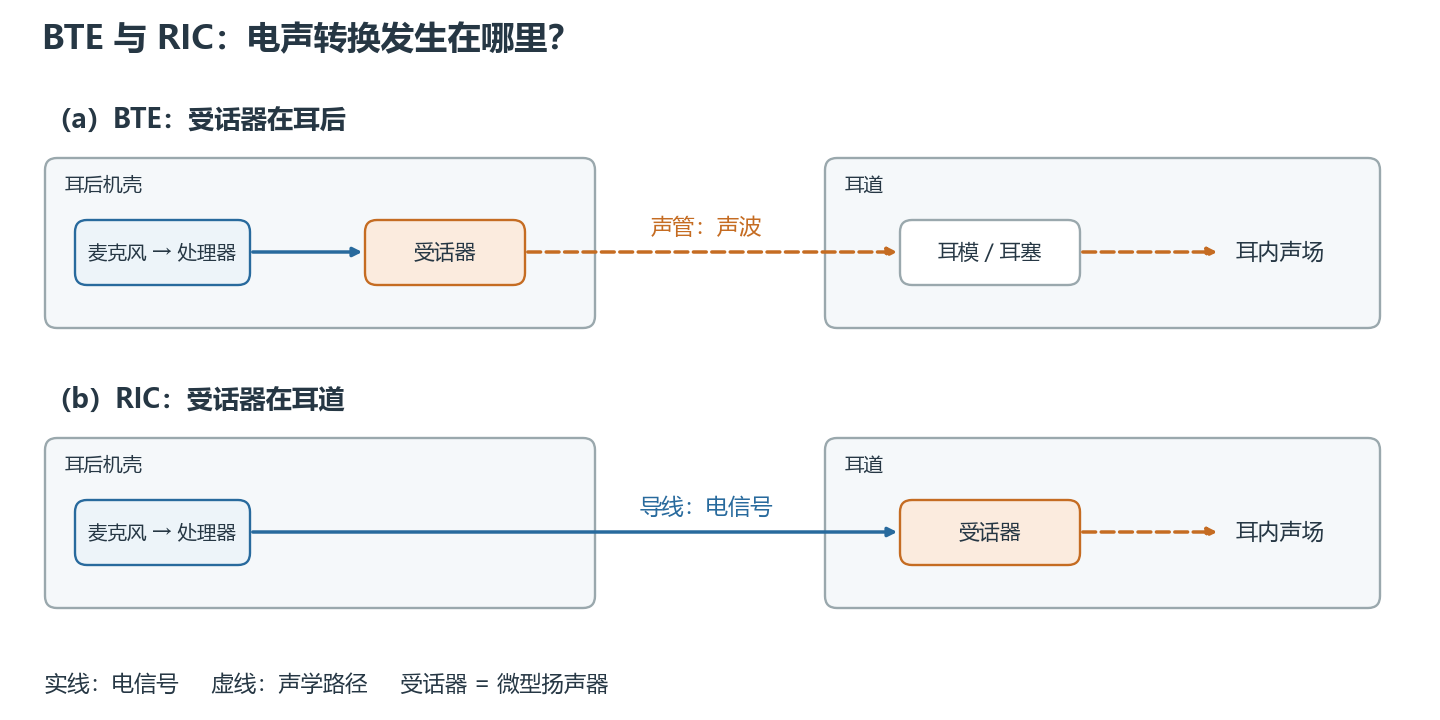 BTE 与 RIC：电声转换发生在哪里？
（a）BTE：受话器在耳后
耳后机壳
耳道
声管：声波
麦克风 → 处理器
受话器
耳模 / 耳塞
耳内声场
（b）RIC：受话器在耳道
耳后机壳
耳道
导线：电信号
麦克风 → 处理器
受话器
耳内声场
实线：电信号 虚线：声学路径 受话器 = 微型扬声器